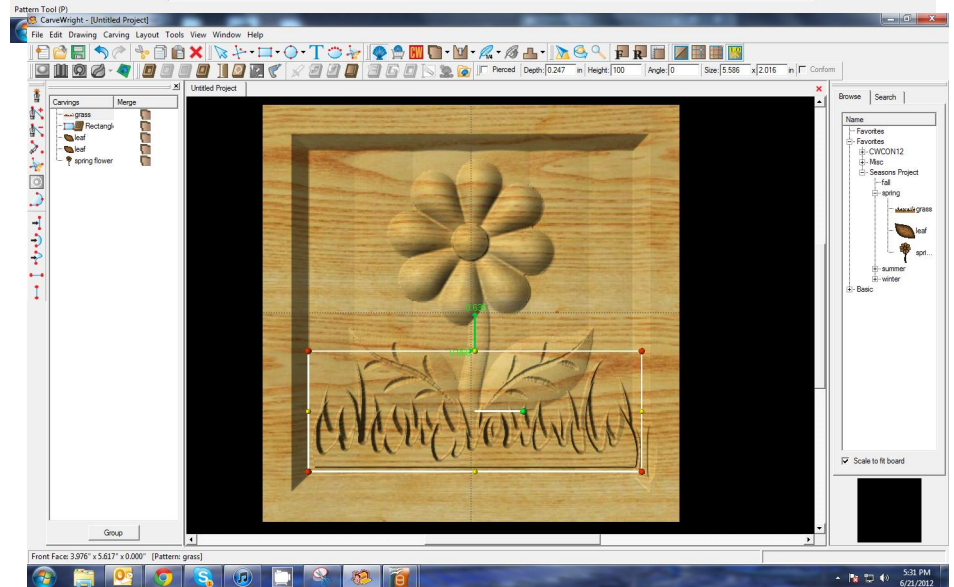 Pattern Tool (P)
CarveWright - [Untitled Project]
File Edit Drawing Carving Layout Tools View Window Help
CW T F R
Pierced Depth: 0.247 in Height: 100 Angle: 0 Size: 5.586 x 2.016 in Conform
Untitled Project
Carvings Merge
grass
Rectangl
leaf
leaf
spring flower
Group
Browse Search
Name
Favorites
Favorites
CWCON12
Misc
Seasons Project
fall
spring
grass
leaf
spri...
summer
winter
Basic
Scale to fit board
Front Face: 3.976" x 5.617" x 0.000" [Pattern: grass]
5:31 PM
6/21/2012